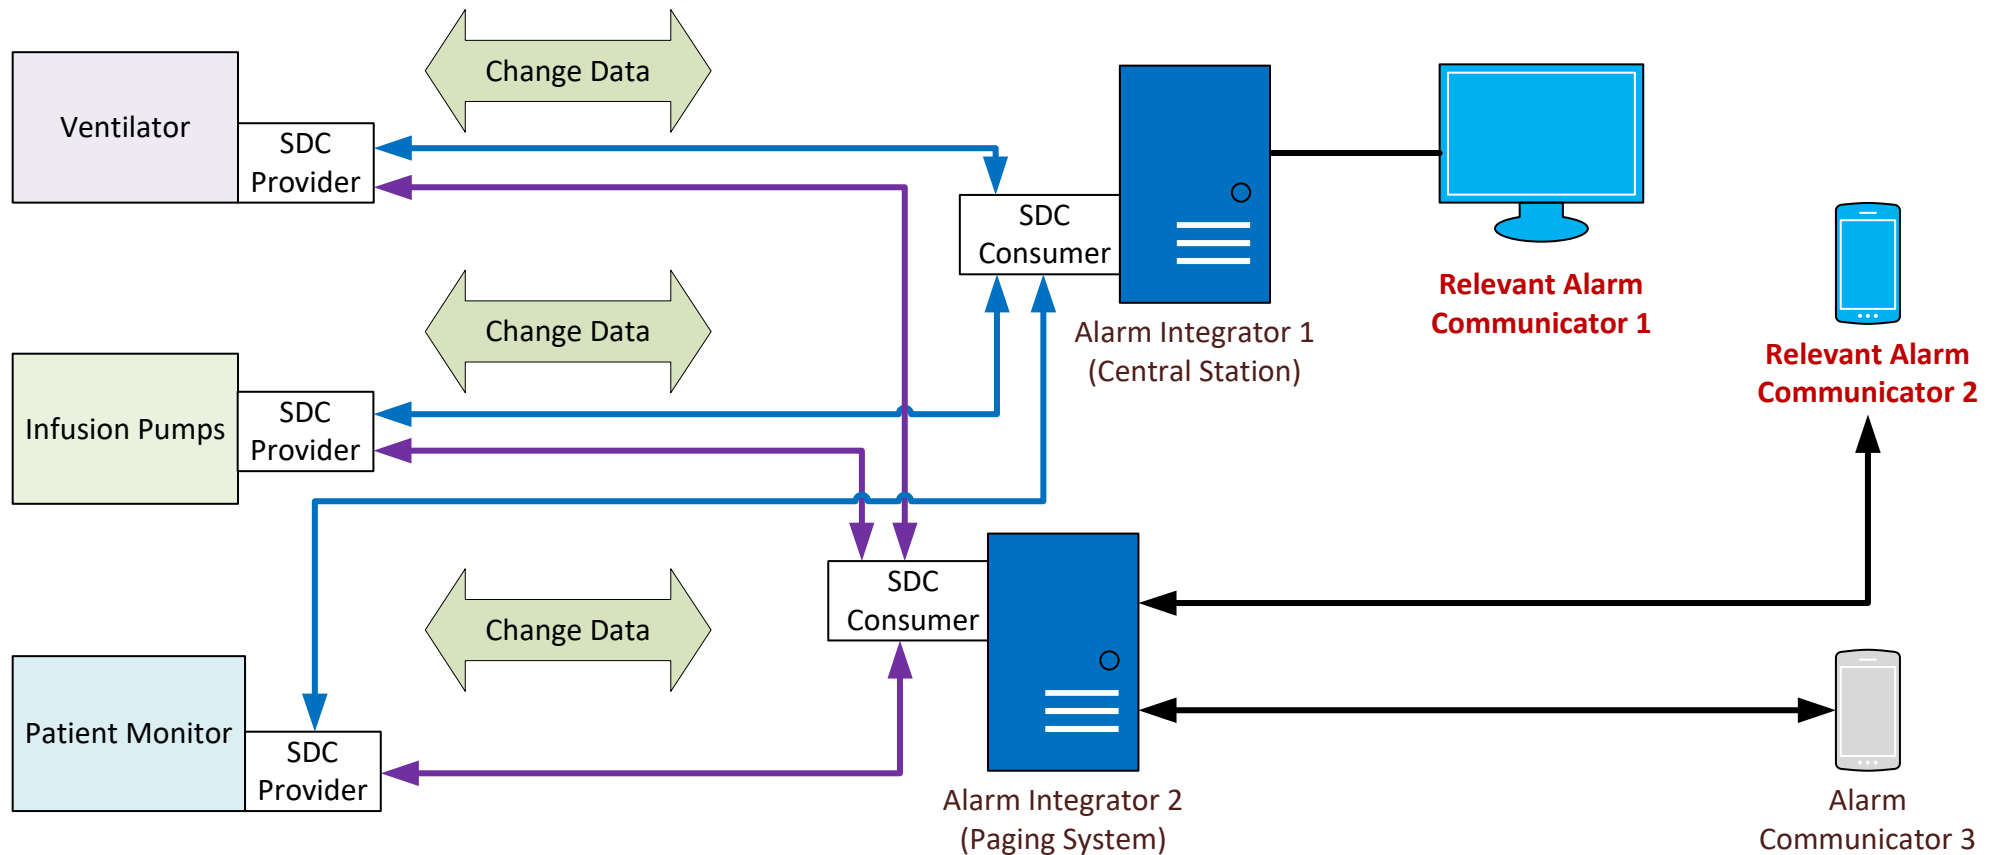 Change Data
Ventilator
SDC
Provider
SDC
Consumer
Relevant Alarm
Communicator 1
Alarm Integrator 1
(Central Station)
Change Data
Relevant Alarm
Communicator 2
Infusion Pumps
SDC
Provider
SDC
Consumer
Change Data
Patient Monitor
SDC
Provider
Alarm Integrator 2
(Paging System)
Alarm
Communicator 3